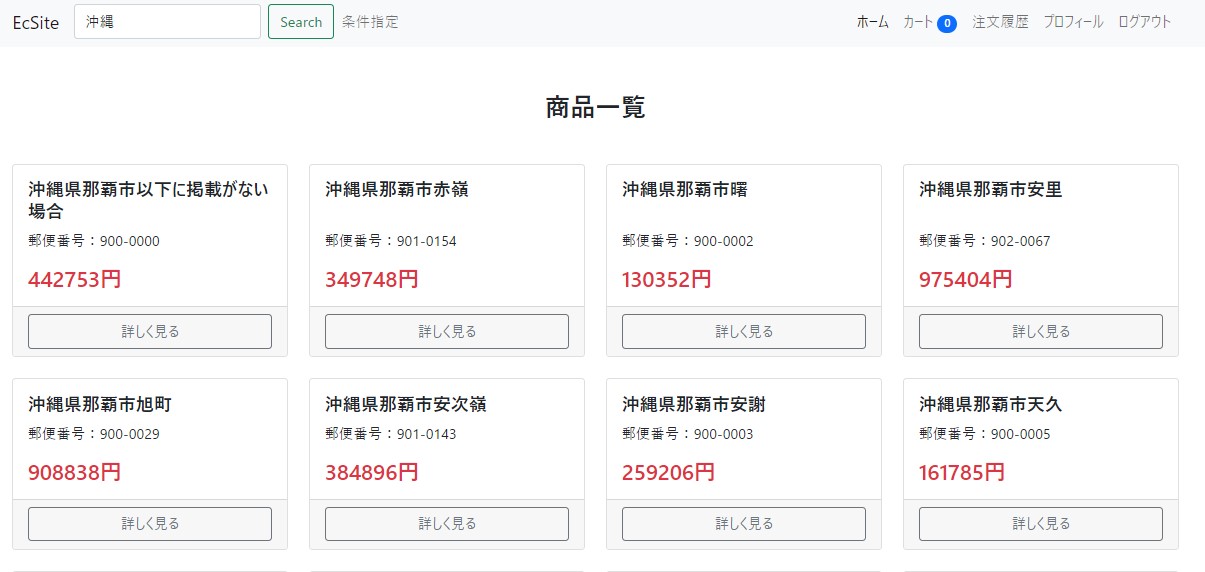 EcSite 沖縄 Search 条件指定 ホーム カート 0 注文履歴 プロフィール ログアウト
商品一覧
沖縄県那覇市以下に掲載がない
場合
郵便番号：900-0000
442753円
詳しく見る
沖縄県那覇市赤嶺
郵便番号：901-0154
349748円
詳しく見る
沖縄県那覇市曙
郵便番号：900-0002
130352円
詳しく見る
沖縄県那覇市安里
郵便番号：902-0067
975404円
詳しく見る
沖縄県那覇市旭町
郵便番号：900-0029
908838円
詳しく見る
沖縄県那覇市安次嶺
郵便番号：901-0143
384896円
詳しく見る
沖縄県那覇市安謝
郵便番号：900-0003
259206円
詳しく見る
沖縄県那覇市天久
郵便番号：900-0005
161785円
詳しく見る